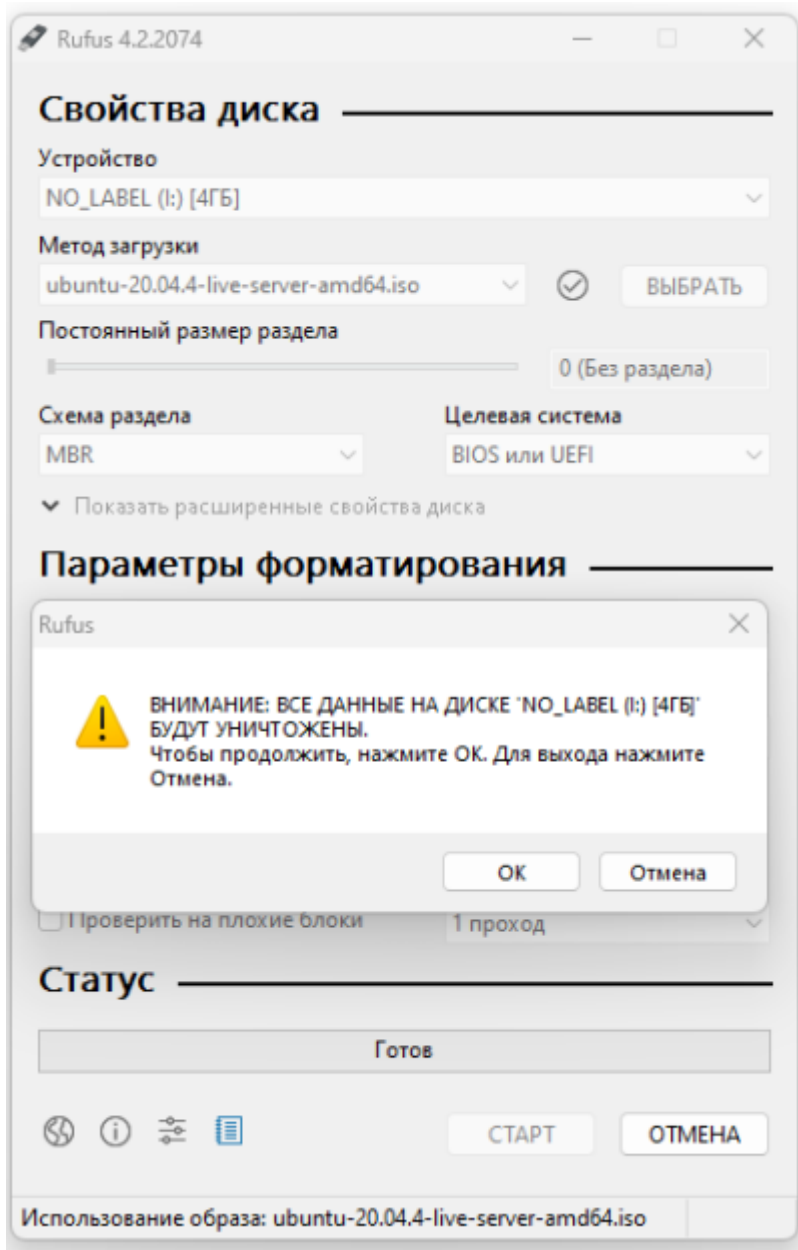 Rufus 4.2.2074
Свойства диска
Устройство
NO_LABEL (I:) [4ГБ]
Метод загрузки
ubuntu-20.04.4-live-server-amd64.iso
ВЫБРАТЬ
Постоянный размер раздела
0 (Без раздела)
Схема раздела
Целевая система
MBR
BIOS или UEFI
Показать расширенные свойства диска
Параметры форматирования
Rufus
ВНИМАНИЕ: ВСЕ ДАННЫЕ НА ДИСКЕ 'NO_LABEL (I:) [4ГБ]'
БУДУТ УНИЧТОЖЕНЫ.
Чтобы продолжить, нажмите ОК. Для выхода нажмите
Отмена.
ОК
Отмена
Проверить на плохие блоки
1 проход
Статус
Готов
СТАРТ
ОТМЕНА
Использование образа: ubuntu-20.04.4-live-server-amd64.iso